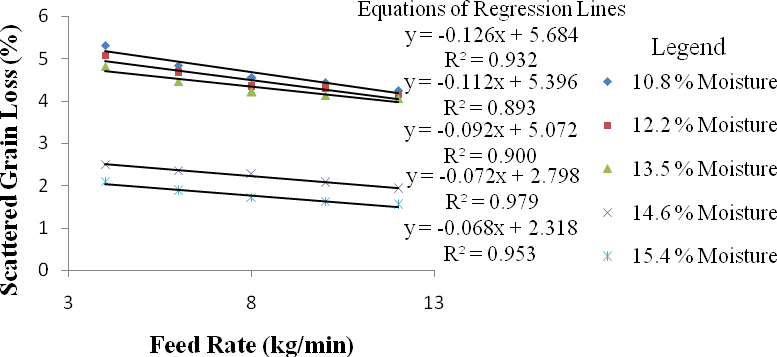 Equations of Regression Lines
y = -0.126x + 5.684
R² = 0.932
y = -0.112x + 5.396
R² = 0.893
y = -0.092x + 5.072
R² = 0.900
y = -0.072x + 2.798
R² = 0.979
y = -0.068x + 2.318
R² = 0.953
Legend
10.8 % Moisture
12.2 % Moisture
13.5 % Moisture
14.6 % Moisture
15.4 % Moisture
Scattered Grain Loss (%)
6
5
4
3
2
1
0
3 8 13
Feed Rate (kg/min)